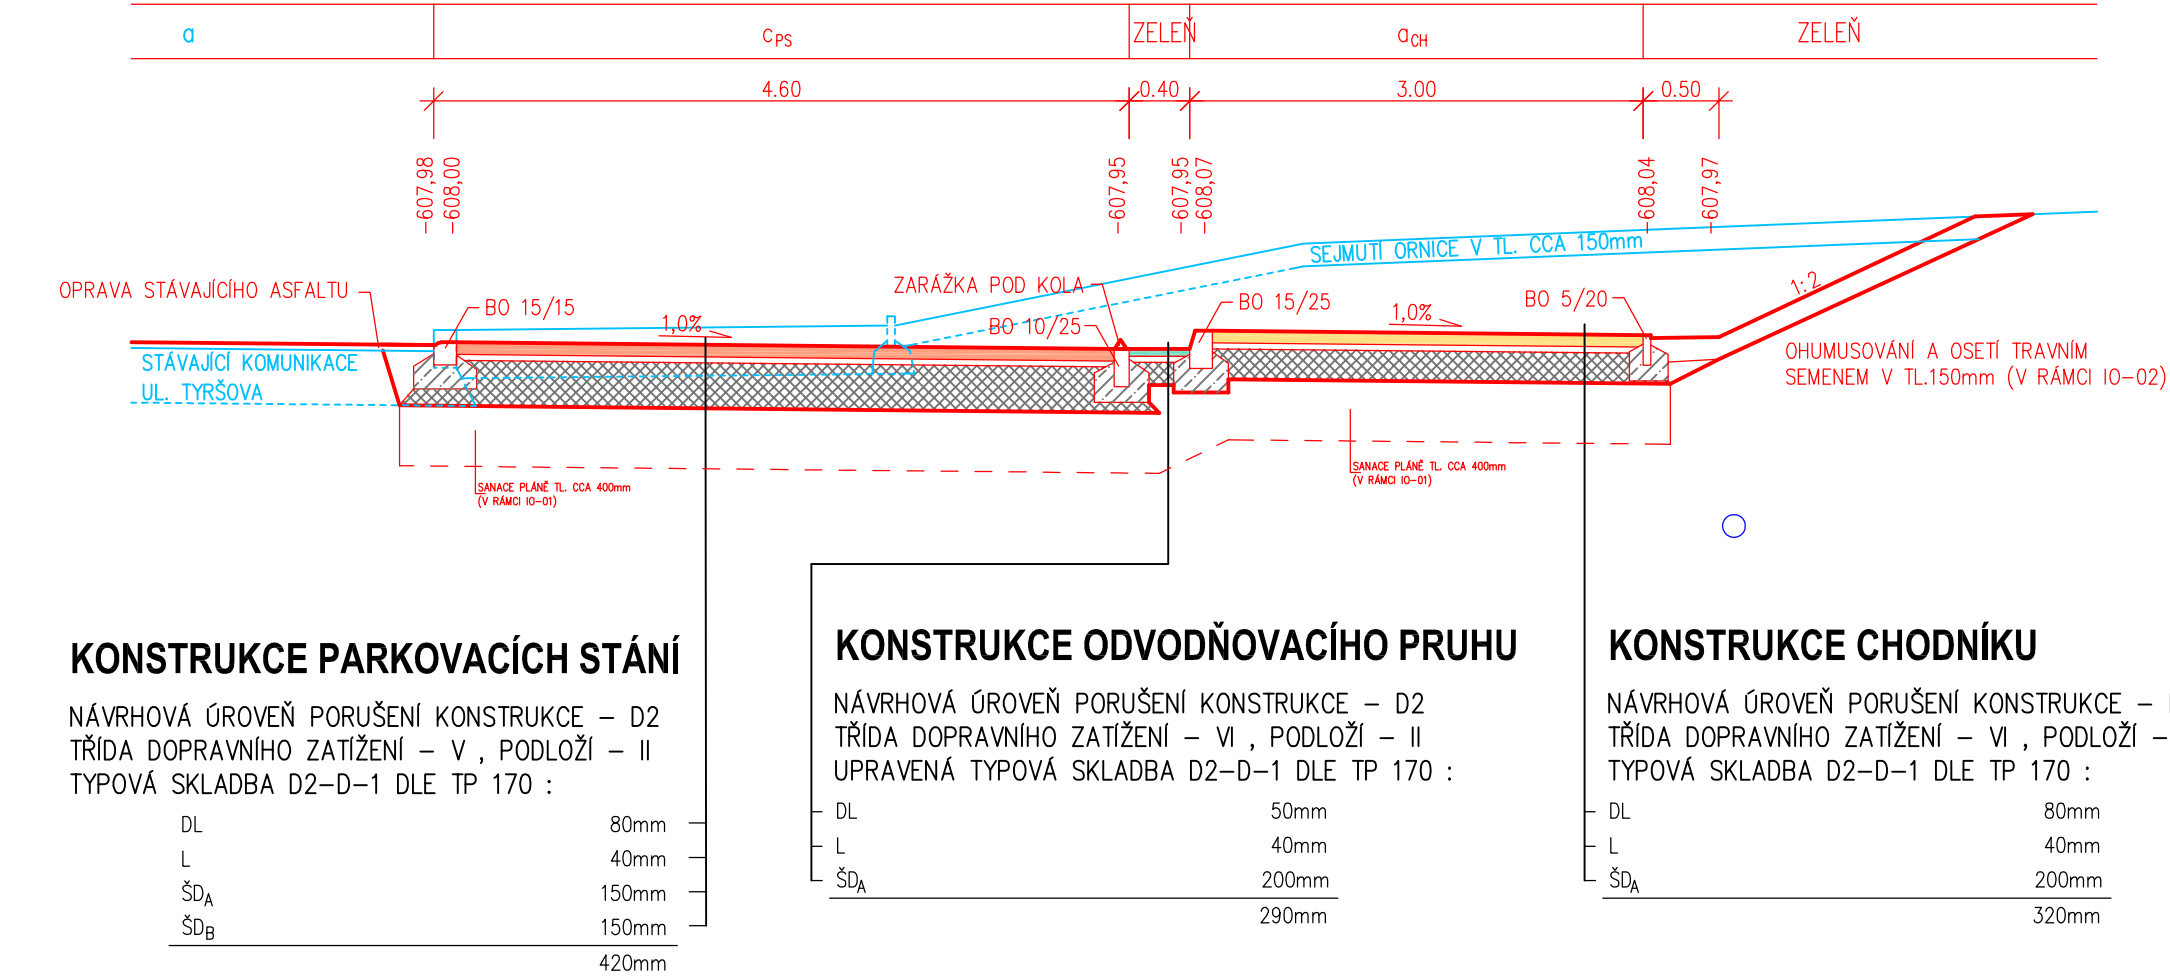 a
cPS
ZELEŇ
aCH
ZELEŇ
4.60
0.40
3.00
0.50
-607,98
-608,00
-607,95
-607,95
-608,07
-608,04
-607,97
SEJMUTÍ ORNICE V TL. CCA 150mm
OPRAVA STÁVAJÍCÍHO ASFALTU
ZARÁŽKA POD KOLA
BO 15/15
1,0%
BO 10/25
BO 15/25
1,0%
BO 5/20
1:2
STÁVAJÍCÍ KOMUNIKACE
UL. TYRŠOVA
OHUMUSOVÁNÍ A OSETÍ TRAVNÍM
SEMENEM V TL.150mm (V RÁMCI IO-02)
SANACE PLÁNĚ TL. CCA 400mm
(V RÁMCI IO-01)
SANACE PLÁNĚ TL. CCA 400mm
(V RÁMCI IO-01)
KONSTRUKCE PARKOVACÍCH STÁNÍ
NÁVRHOVÁ ÚROVEŇ PORUŠENÍ KONSTRUKCE - D2
TŘÍDA DOPRAVNÍHO ZATÍŽENÍ - V , PODLOŽÍ - II
TYPOVÁ SKLADBA D2-D-1 DLE TP 170 :
DL 80mm
L 40mm
ŠDA 150mm
ŠDB 150mm
420mm
KONSTRUKCE ODVODŇOVACÍHO PRUHU
NÁVRHOVÁ ÚROVEŇ PORUŠENÍ KONSTRUKCE - D2
TŘÍDA DOPRAVNÍHO ZATÍŽENÍ - VI , PODLOŽÍ - II
UPRAVENÁ TYPOVÁ SKLADBA D2-D-1 DLE TP 170 :
DL 50mm
L 40mm
ŠDA 200mm
290mm
KONSTRUKCE CHODNÍKU
NÁVRHOVÁ ÚROVEŇ PORUŠENÍ KONSTRUKCE -
TŘÍDA DOPRAVNÍHO ZATÍŽENÍ - VI , PODLOŽÍ -
TYPOVÁ SKLADBA D2-D-1 DLE TP 170 :
DL 80mm
L 40mm
ŠDA 200mm
320mm